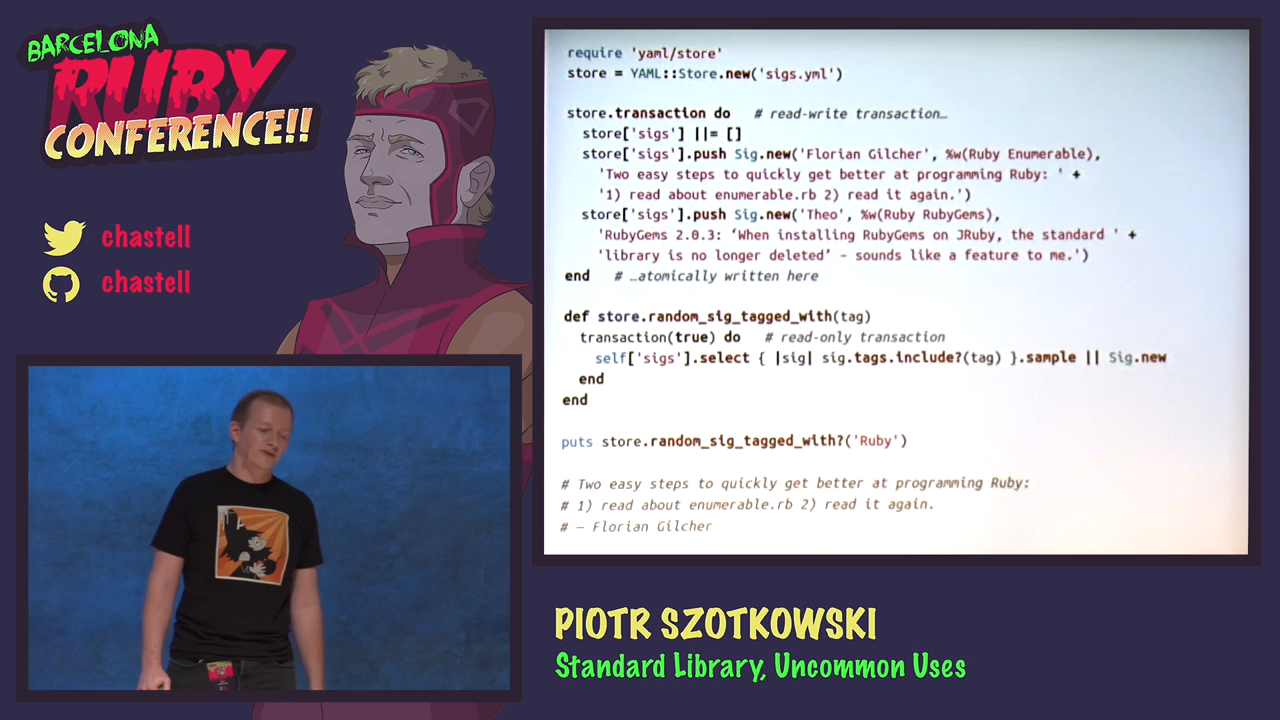 BARCELONA
RUBY
CONFERENCE!!
chastell
chastell
require 'yaml/store'
store = YAML::Store.new('sigs.yml')
store.transaction do   # read-write transaction…
  store['sigs'] ||= []
  store['sigs'].push Sig.new('Florian Gilcher', %w(Ruby Enumerable),
    'Two easy steps to quickly get better at programming Ruby: ' +
    '1) read about enumerable.rb 2) read it again.')
  store['sigs'].push Sig.new('Theo', %w(Ruby RubyGems),
    'RubyGems 2.0.3: ‘When installing RubyGems on JRuby, the standard ' +
    'library is no longer deleted’ – sounds like a feature to me.')
end   # …atomically written here
def store.random_sig_tagged_with(tag)
  transaction(true) do   # read-only transaction
    self['sigs'].select { |sig| sig.tags.include?(tag) }.sample || Sig.new
  end
end
puts store.random_sig_tagged_with?('Ruby')
# Two easy steps to quickly get better at programming Ruby:
# 1) read about enumerable.rb 2) read it again.
# – Florian Gilcher
PIOTR SZOTKOWSKI
Standard Library, Uncommon Uses